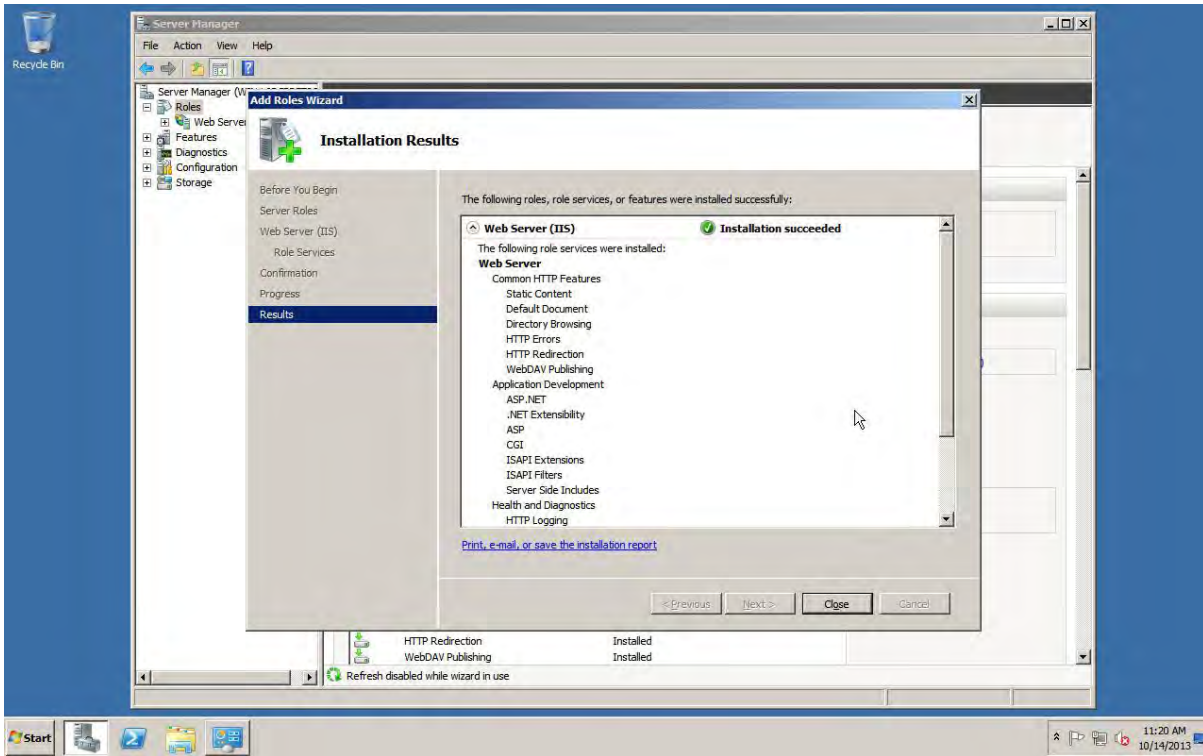 Recycle Bin
Server Manager
File Action View Help
Server Manager
Roles
Web Server
Features
Diagnostics
Configuration
Storage
Add Roles Wizard
Installation Results
Before You Begin
Server Roles
Web Server (IIS)
Role Services
Confirmation
Progress
Results
The following roles, role services, or features were installed successfully:
Web Server (IIS) Installation succeeded
The following role services were installed:
Web Server
Common HTTP Features
Static Content
Default Document
Directory Browsing
HTTP Errors
HTTP Redirection
WebDAV Publishing
Application Development
ASP.NET
.NET Extensibility
ASP
CGI
ISAPI Extensions
ISAPI Filters
Server Side Includes
Health and Diagnostics
HTTP Logging
Print, e-mail, or save the installation report
< Previous Next > Close Cancel
HTTP Redirection Installed
WebDAV Publishing Installed
Refresh disabled while wizard in use
Start
11:20 AM
10/14/2013